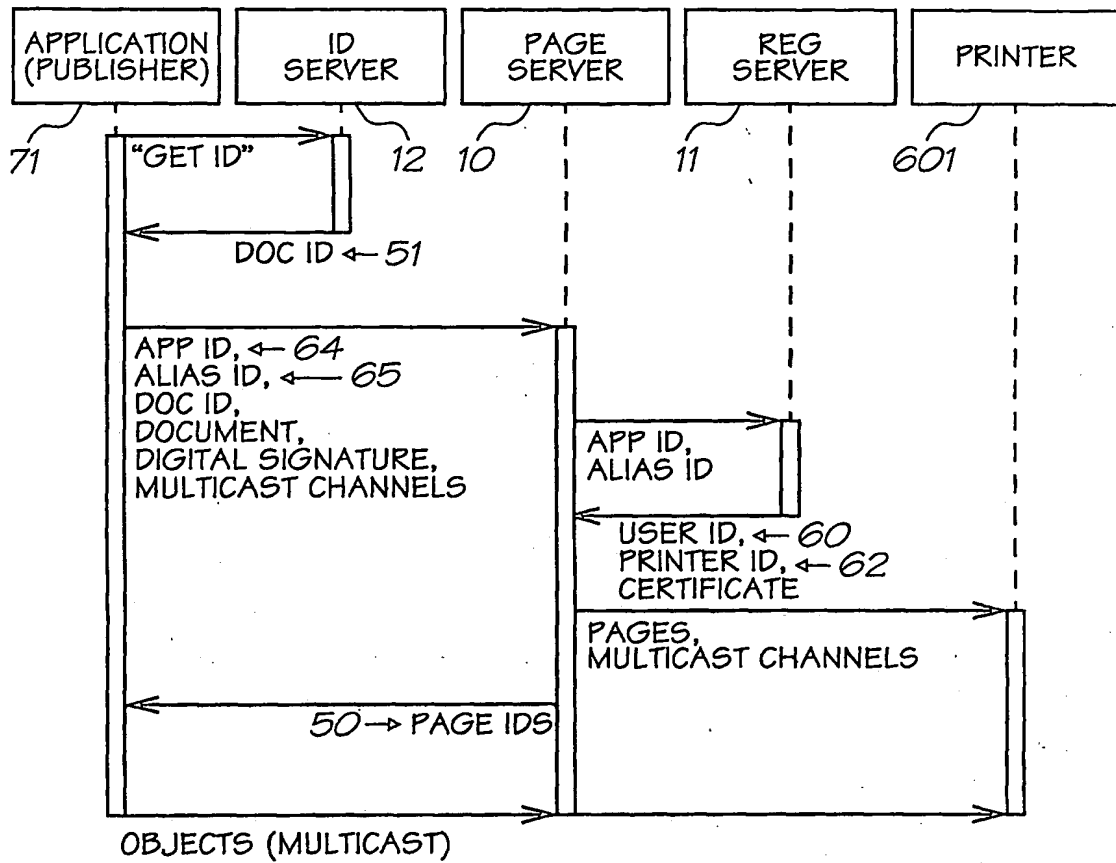 APPLICATION
(PUBLISHER)
ID
SERVER
PAGE
SERVER
REG
SERVER
PRINTER
71
12
10
11
601
“GET ID”
DOC ID
51
APP ID,
64
ALIAS ID,
65
DOC ID,
DOCUMENT,
DIGITAL SIGNATURE,
MULTICAST CHANNELS
APP ID,
ALIAS ID
USER ID,
60
PRINTER ID,
62
CERTIFICATE
PAGES,
MULTICAST CHANNELS
50
PAGE IDS
OBJECTS (MULTICAST)